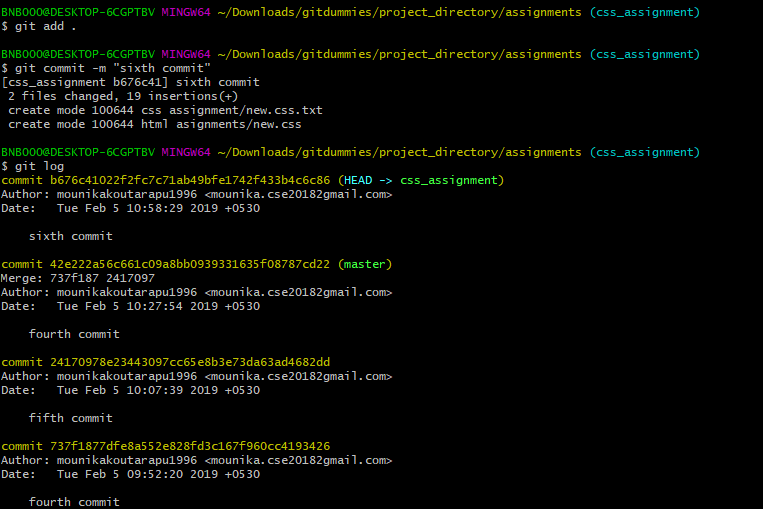 BNBOOO@DESKTOP-6CGPTBV MINGW64 ~/Downloads/gitdummies/project_directory/assignments (css_assignment)
$ git add .
BNBOOO@DESKTOP-6CGPTBV MINGW64 ~/Downloads/gitdummies/project_directory/assignments (css_assignment)
$ git commit -m "sixth commit"
[css_assignment b676c41] sixth commit
2 files changed, 19 insertions(+)
create mode 100644 css assignment/new.css.txt
create mode 100644 html asignments/new.css
BNBOOO@DESKTOP-6CGPTBV MINGW64 ~/Downloads/gitdummies/project_directory/assignments (css_assignment)
$ git log
commit b676c41022f2fc7c71ab49bfe1742f433b4c6c86 (HEAD -> css_assignment)
Author: mounikakoutarapu1996 <mounika.cse20182gmail.com>
Date: Tue Feb 5 10:58:29 2019 +0530
sixth commit
commit 42e222a56c661c09a8bb0939331635f08787cd22 (master)
Merge: 737f187 2417097
Author: mounikakoutarapu1996 <mounika.cse20182gmail.com>
Date: Tue Feb 5 10:27:54 2019 +0530
fourth commit
commit 24170978e23443097cc65e8b3e73da63ad4682dd
Author: mounikakoutarapu1996 <mounika.cse20182gmail.com>
Date: Tue Feb 5 10:07:39 2019 +0530
fifth commit
commit 737f1877dfe8a552e828fd3c167f960cc4193426
Author: mounikakoutarapu1996 <mounika.cse20182gmail.com>
Date: Tue Feb 5 09:52:20 2019 +0530
fourth commit